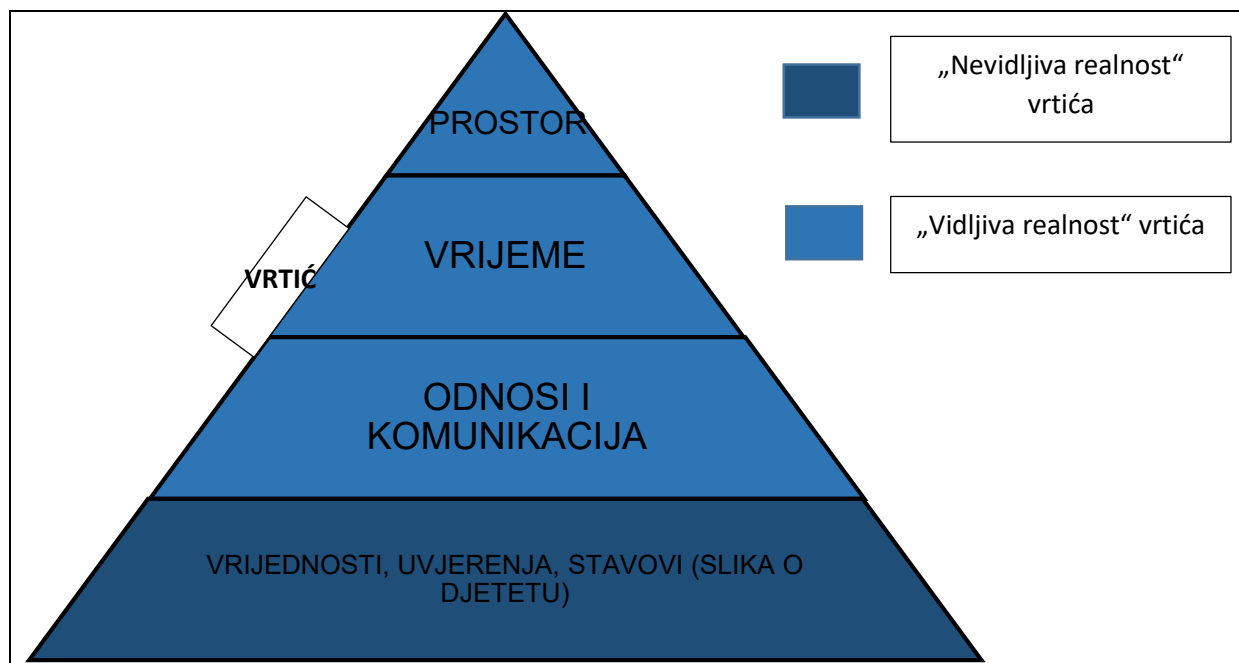 PROSTOR
VRIJEME
VRTIĆ
ODNOSI I
KOMUNIKACIJA
VRIJEDNOSTI, UVJERENJA, STAVOVI (SLIKA O
DJETETU)
„Nevidljiva realnost“
vrtića
„Vidljiva realnost“ vrtića